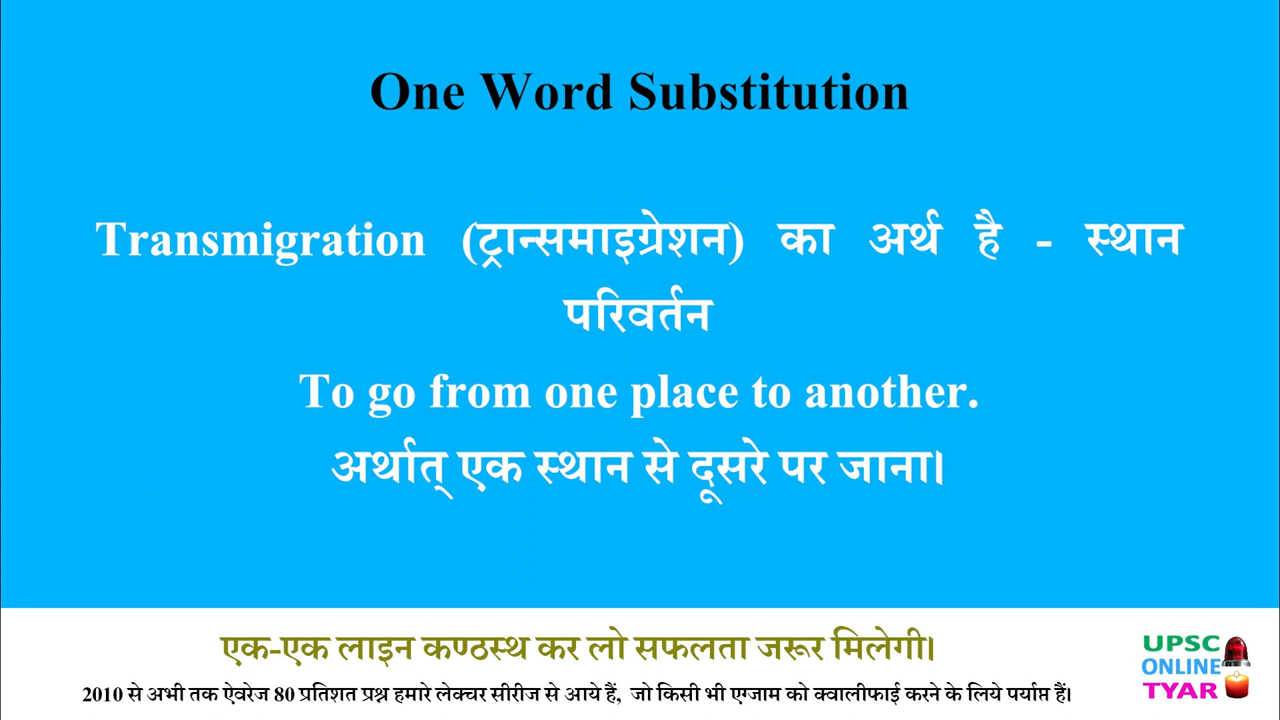 One Word Substitution
Transmigration (ट्रान्समाइग्रेशन) का अर्थ है - स्थान
परिवर्तन
To go from one place to another.
अर्थात् एक स्थान से दूसरे पर जाना।
एक-एक लाइन कण्ठस्थ कर लो सफलता जरूर मिलेगी।
2010 से अभी तक ऐवरेज 80 प्रतिशत प्रश्न हमारे लेक्चर सीरीज से आये हैं, जो किसी भी एग्जाम को क्वालीफाई करने के लिये पर्याप्त हैं।
UPSC
ONLINE
TYAR